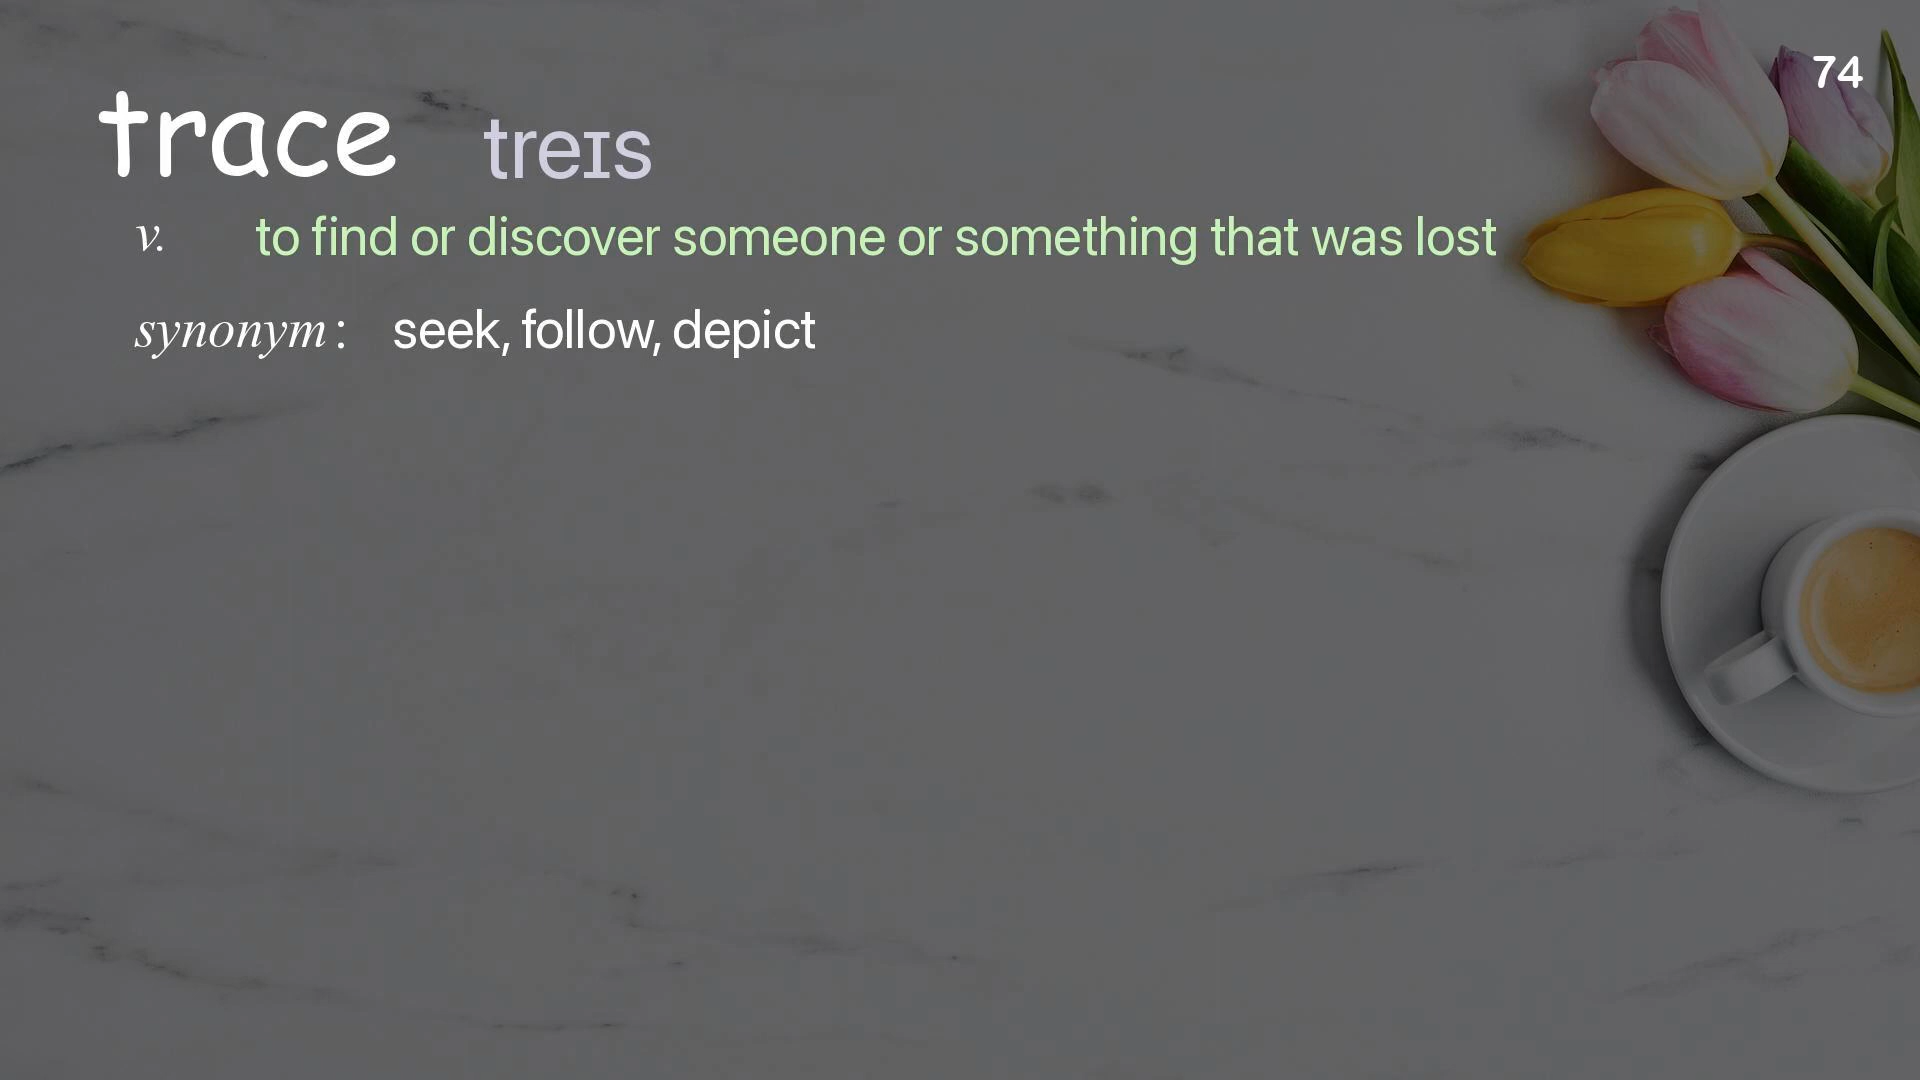 74
trace treɪs
v. to find or discover someone or something that was lost
synonym: seek, follow, depict